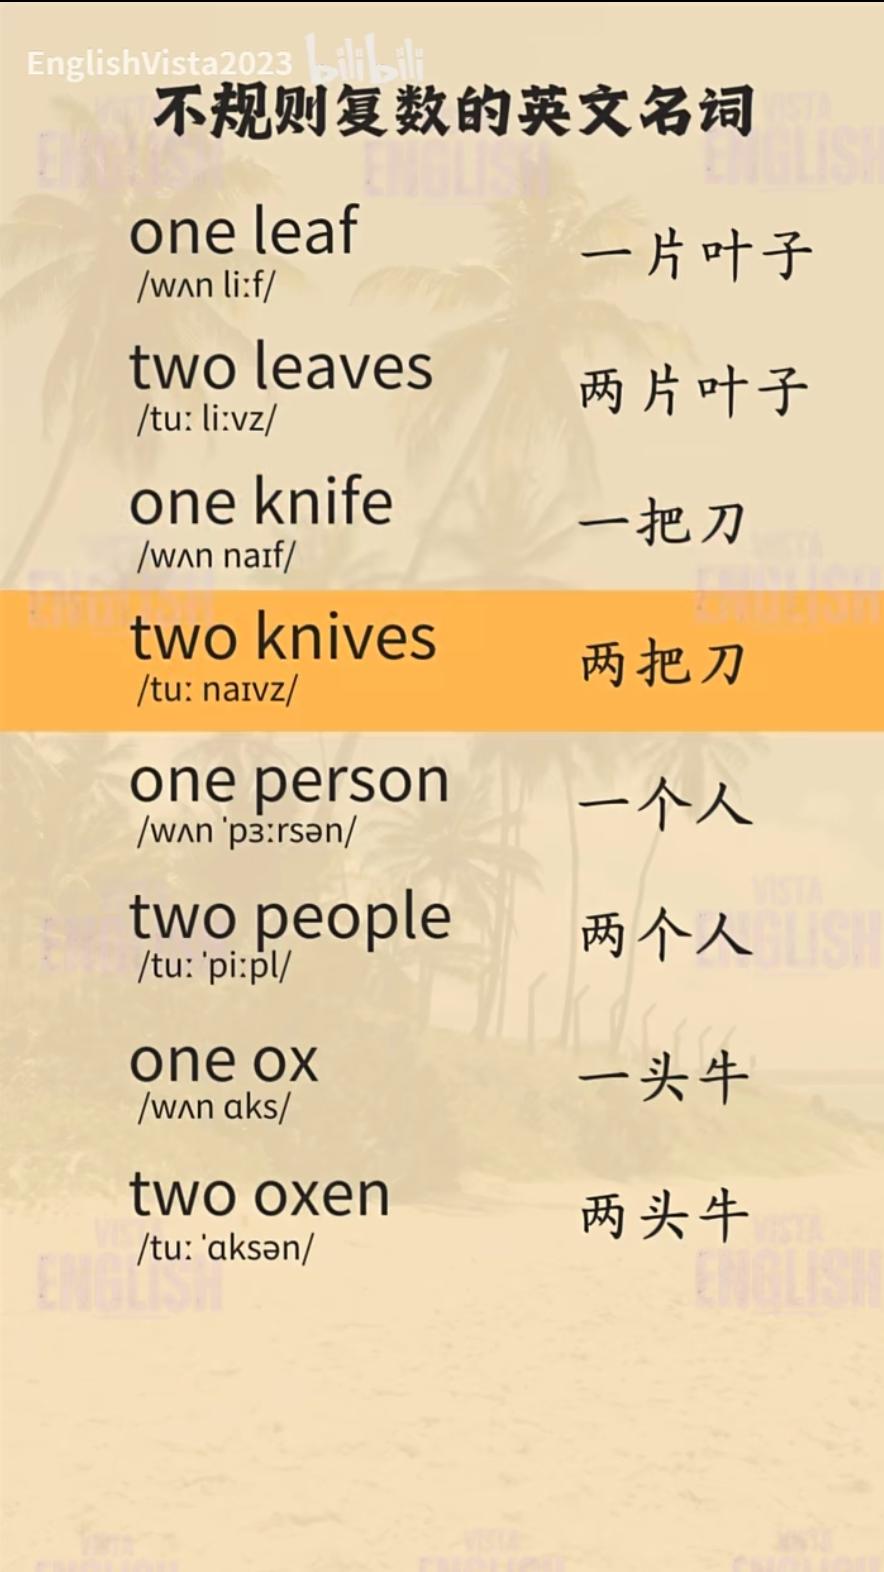 EnglishVista2023 bilibili
不规则复数的英文名词
one leaf 一片叶子
/wʌn liːf/
two leaves 两片叶子
/tuː liːvz/
one knife 一把刀
/wʌn naɪf/
two knives 两把刀
/tuː naɪvz/
one person 一个人
/wʌn ˈpɜːrsən/
two people 两个人
/tuː ˈpiːpl/
one ox 一头牛
/wʌn ɑks/
two oxen 两头牛
/tuː ˈɑksən/
VISTA ENGLISH